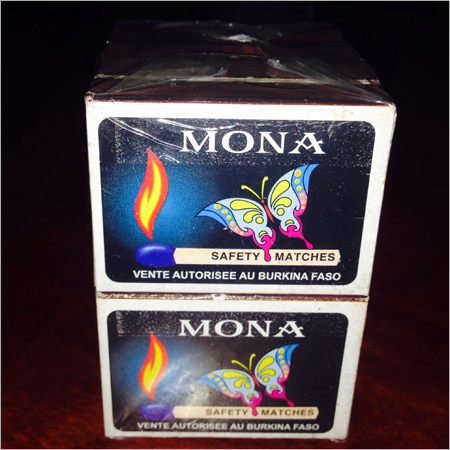 MONA
SAFETY MATCHES
VENTE AUTORISEE AU BURKINA FASO
MONA
SAFETY MATCHES
VENTE AUTORISEE AU BURKINA FASO